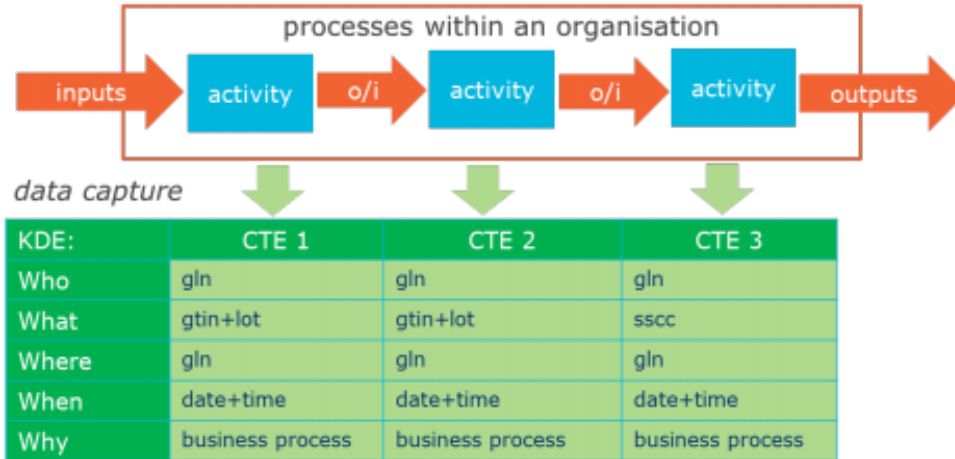 processes within an organisation
inputs activity o/i activity o/i activity outputs
data capture
KDE: CTE 1 CTE 2 CTE 3
Who gln gln gln
What gtin+lot gtin+lot sscc
Where gln gln gln
When date+time date+time date+time
Why business process business process business process